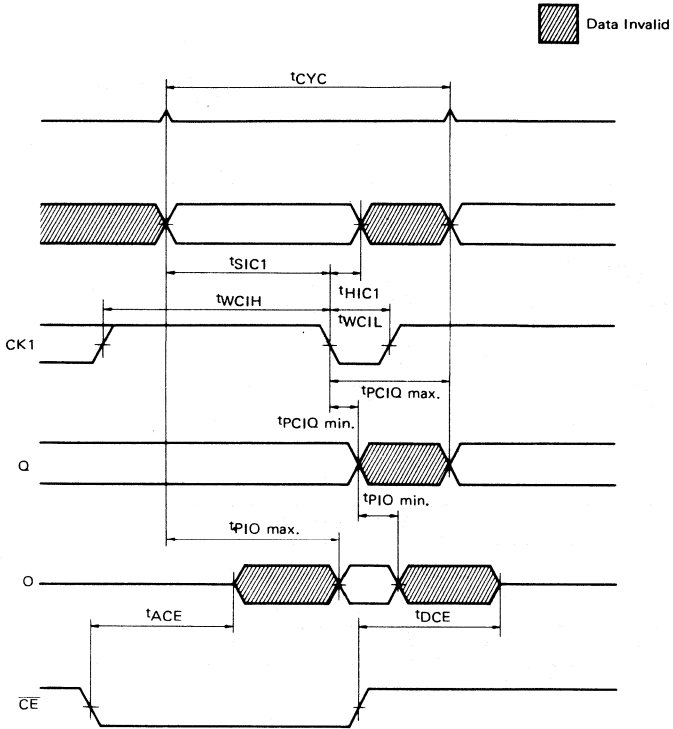 Data Invalid
tCYC
tSIC1
tHIC1
tWCIH
tWCIL
CK1
tPCIQ max.
tPCIQ min.
Q
tPIO min.
tPIO max.
O
tACE
tDCE
CE